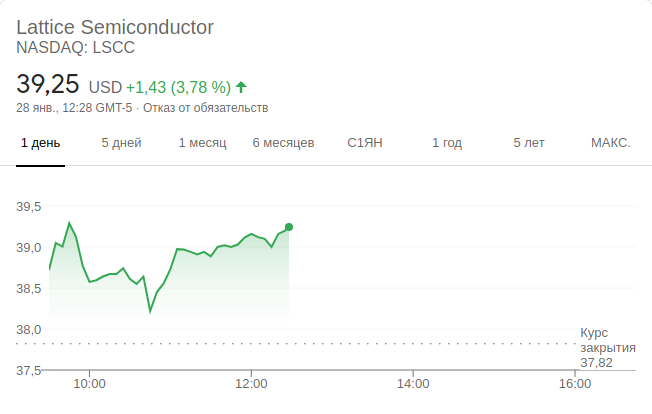 Lattice Semiconductor
NASDAQ: LSCC
39,25 USD +1,43 (3,78 %)
28 янв., 12:28 GMT-5 · Отказ от обязательств
1 день 5 дней 1 месяц 6 месяцев С1ЯН 1 год 5 лет МАКС.
39,5
39,0
38,5
38,0
Курс
закрытия
37,82
37,5
10:00 12:00 14:00 16:00